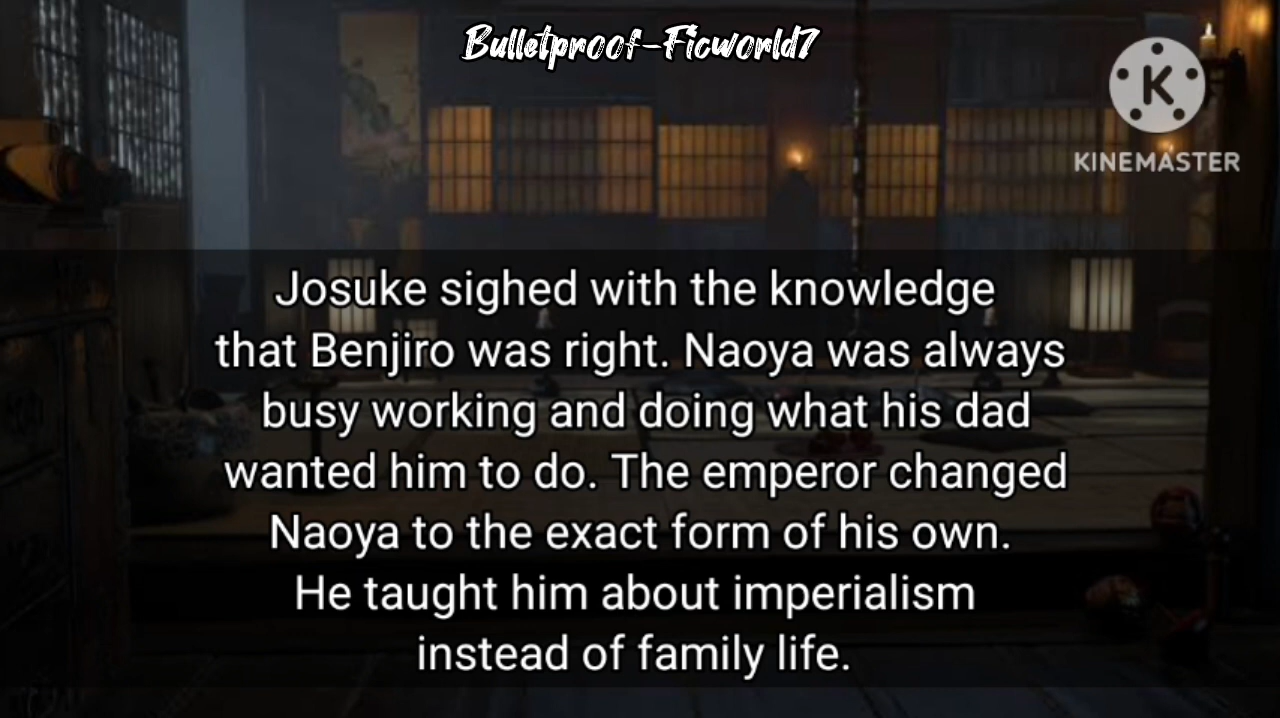 Bulletproof-Ficworld7
K
KINEMASTER
Josuke sighed with the knowledge
that Benjiro was right. Naoya was always
busy working and doing what his dad
wanted him to do. The emperor changed
Naoya to the exact form of his own.
He taught him about imperialism
instead of family life.